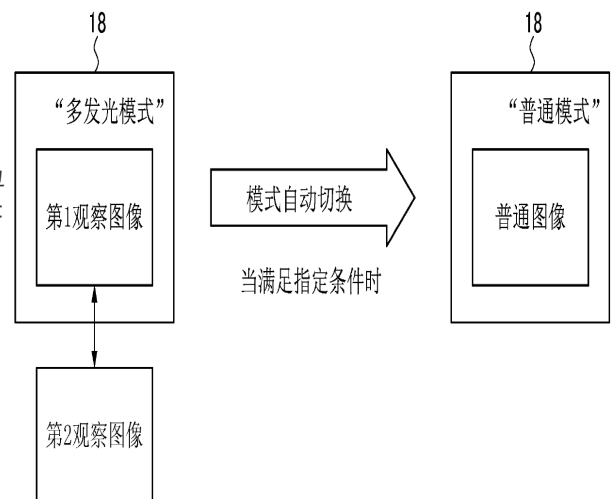 18
18
“多发光模式”
“普通模式”
第1观察图像
模式自动切换
普通图像
当满足指定条件时
第2观察图像